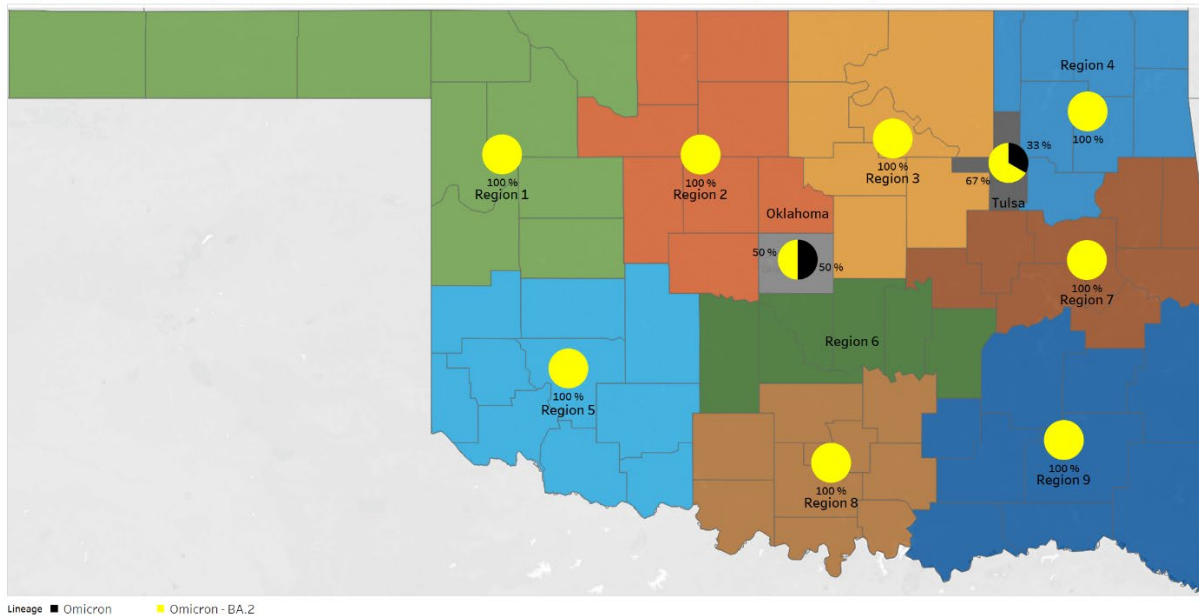 Region 4
100 %
33 %
67 %
Tulsa
100 %
Region 1
100 %
Region 2
100 %
Region 3
Oklahoma
50 %
50 %
100 %
Region 7
Region 6
100 %
Region 5
100 %
Region 8
100 %
Region 9
Lineage Omicron Omicron - BA.2